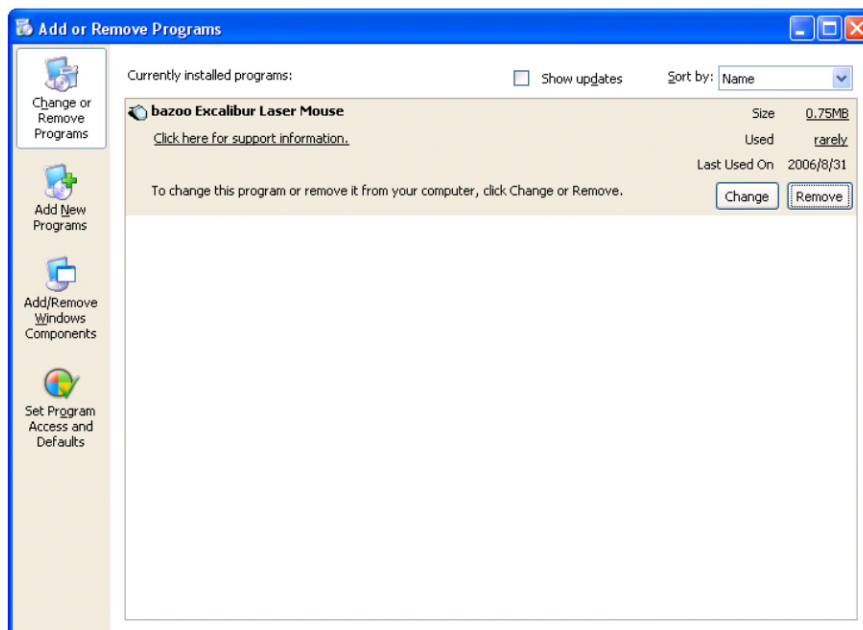 Add or Remove Programs
Change or
Remove
Programs
Add New
Programs
Add/Remove
Windows
Components
Set Program
Access and
Defaults
Currently installed programs:
Show updates
Sort by: Name
bazoo Excalibur Laser Mouse
Size 0.75MB
Click here for support information.
Used rarely
Last Used On 2006/8/31
To change this program or remove it from your computer, click Change or Remove.
Change Remove